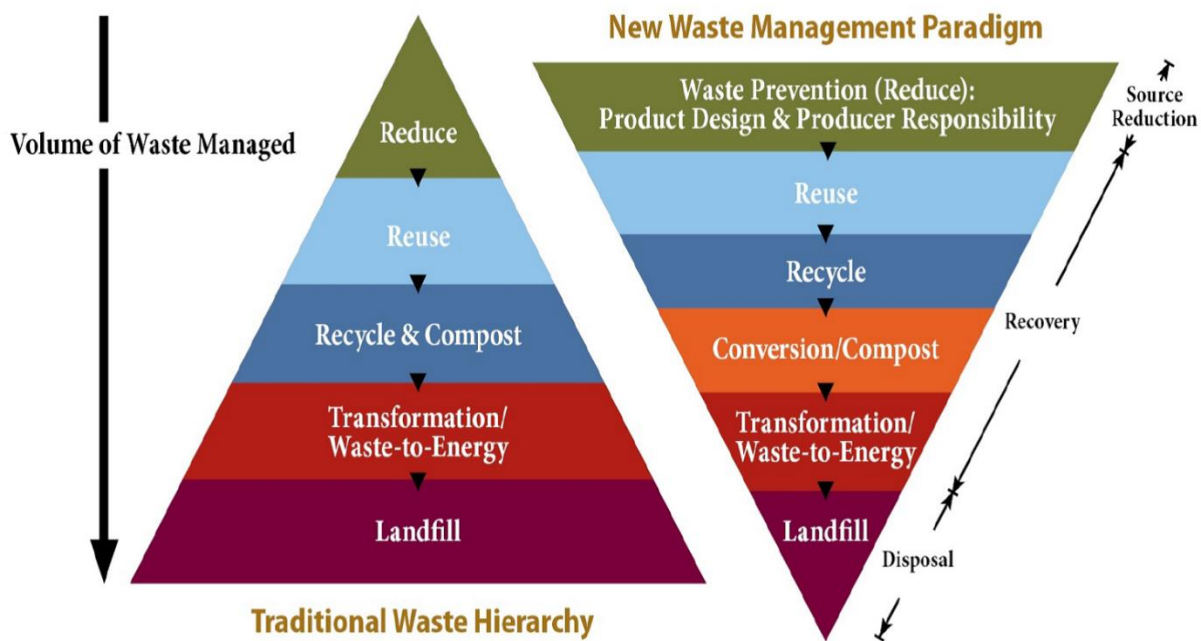 New Waste Management Paradigm
Volume of Waste Managed
Reduce
Reuse
Recycle & Compost
Transformation/
Waste-to-Energy
Landfill
Traditional Waste Hierarchy
Waste Prevention (Reduce):
Product Design & Producer Responsibility
Reuse
Recycle
Conversion/Compost
Transformation/
Waste-to-Energy
Landfill
Source
Reduction
Recovery
Disposal